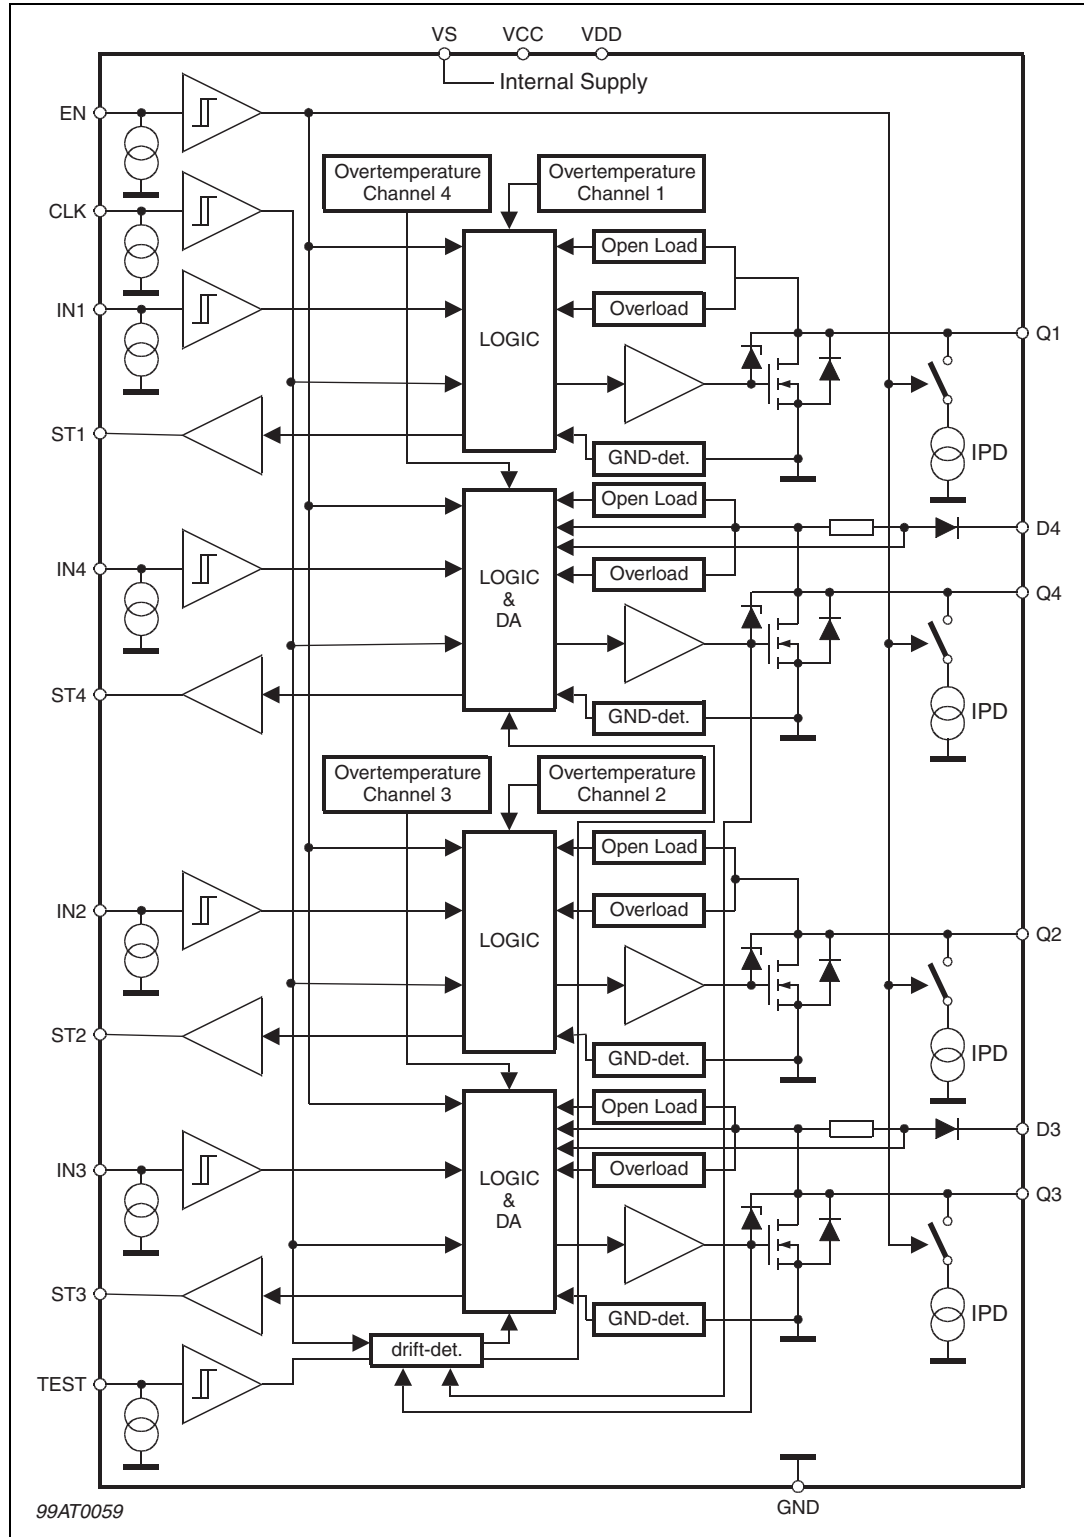 VS VCC VDD
Internal Supply
EN
Overtemperature
Channel 4
Overtemperature
Channel 1
CLK
Open Load
IN1
Overload
LOGIC
Q1
ST1
GND-det.
IPD
Open Load
D4
IN4
LOGIC
&
DA
Overload
Q4
ST4
GND-det.
IPD
Overtemperature
Channel 3
Overtemperature
Channel 2
Open Load
IN2
Overload
LOGIC
Q2
ST2
GND-det.
IPD
Open Load
D3
IN3
LOGIC
&
DA
Overload
Q3
ST3
GND-det.
IPD
drift-det.
TEST
GND
99AT0059